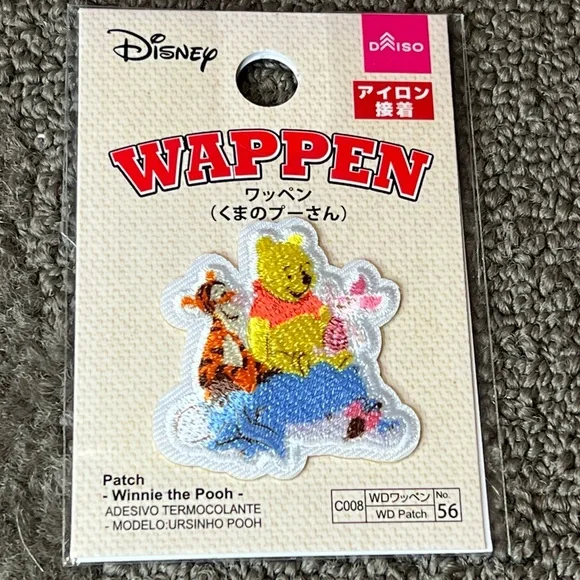 Disney
DAISO
アイロン
接着
WAPPEN
ワッペン
(くまのプーさん)
Patch
- Winnie the Pooh -
ADESIVO TERMOCOLANTE
- MODELO:URSINHO POOH
C008
WDワッペン
WD Patch
No.
56